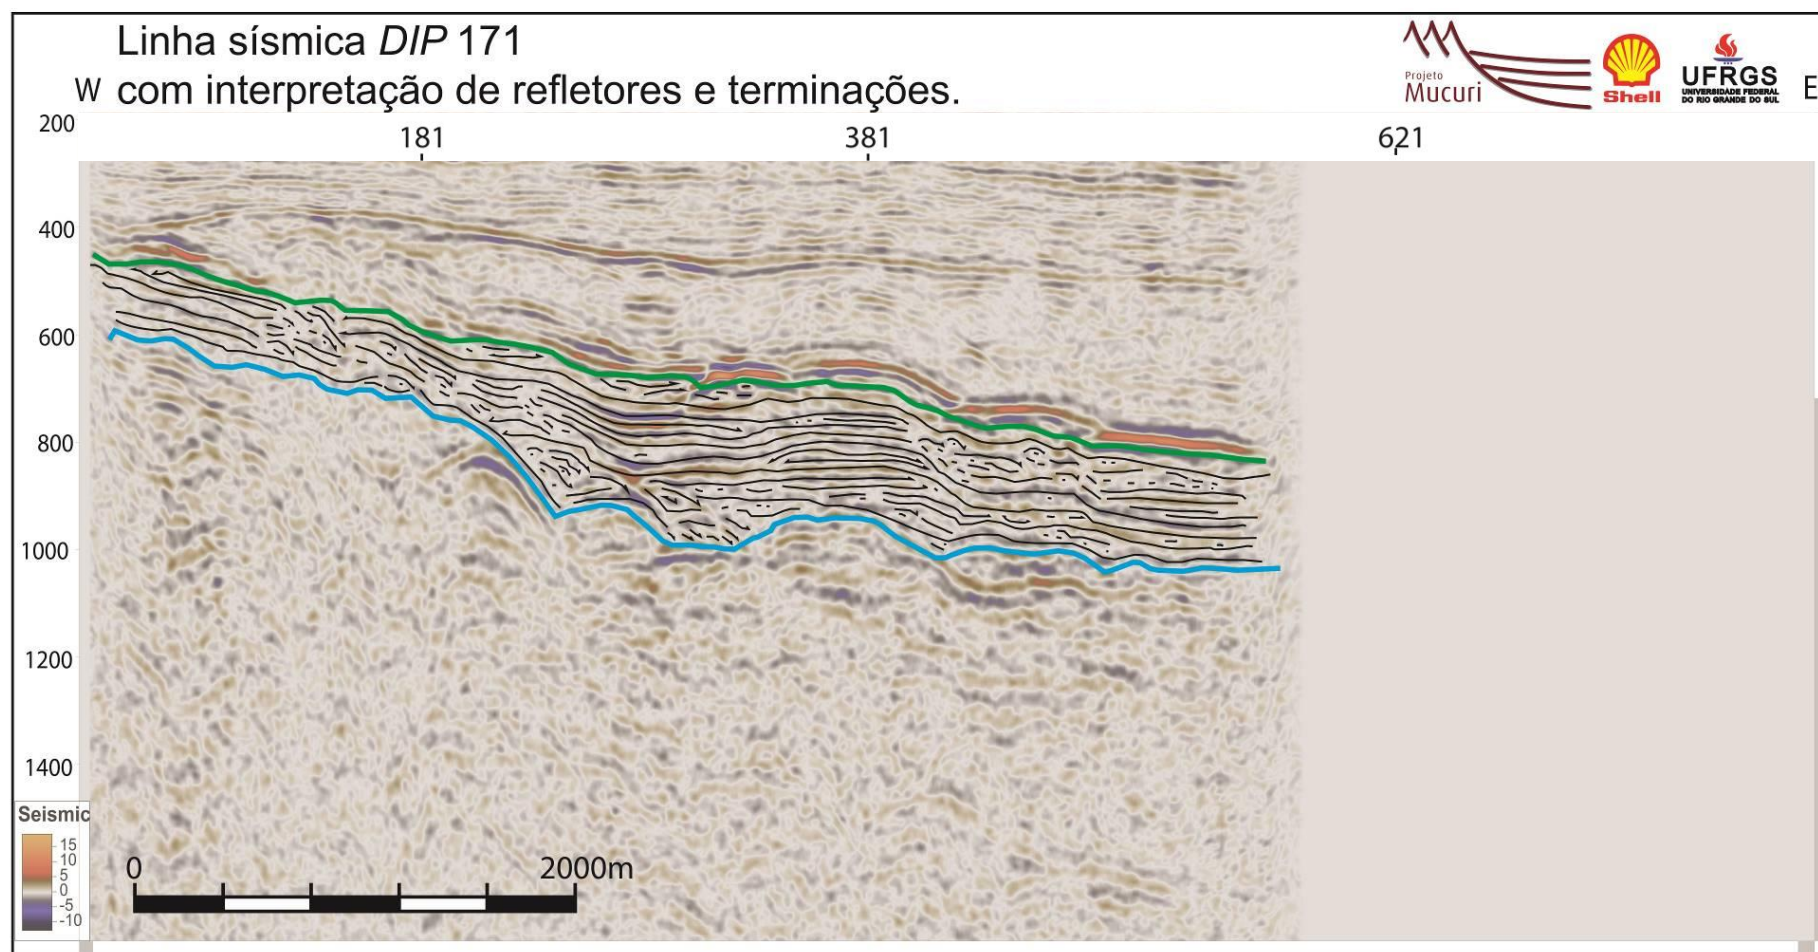 Linha sísmica DIP 171
W com interpretação de refletores e terminações.
Projeto
Mucuri
Shell
UFRGS
UNIVERSIDADE FEDERAL
DO RIO GRANDE DO SUL
E
200
181 381 621
400
600
800
1000
1200
1400
Seismic
15
10
5
0
-5
-10
0 2000m